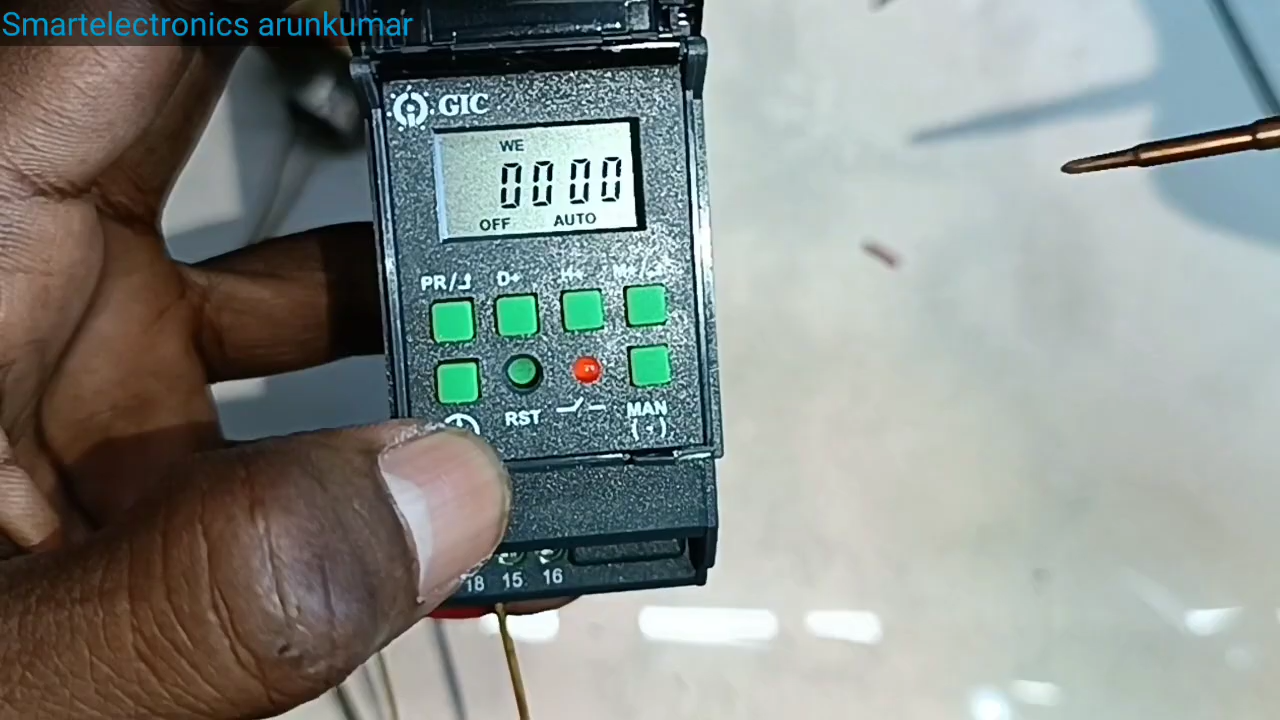 Smartelectronics arunkumar
GIC
WE
0000
OFF AUTO
PR/ D+ H+ M+/
RST MAN
(·)
18 15 16